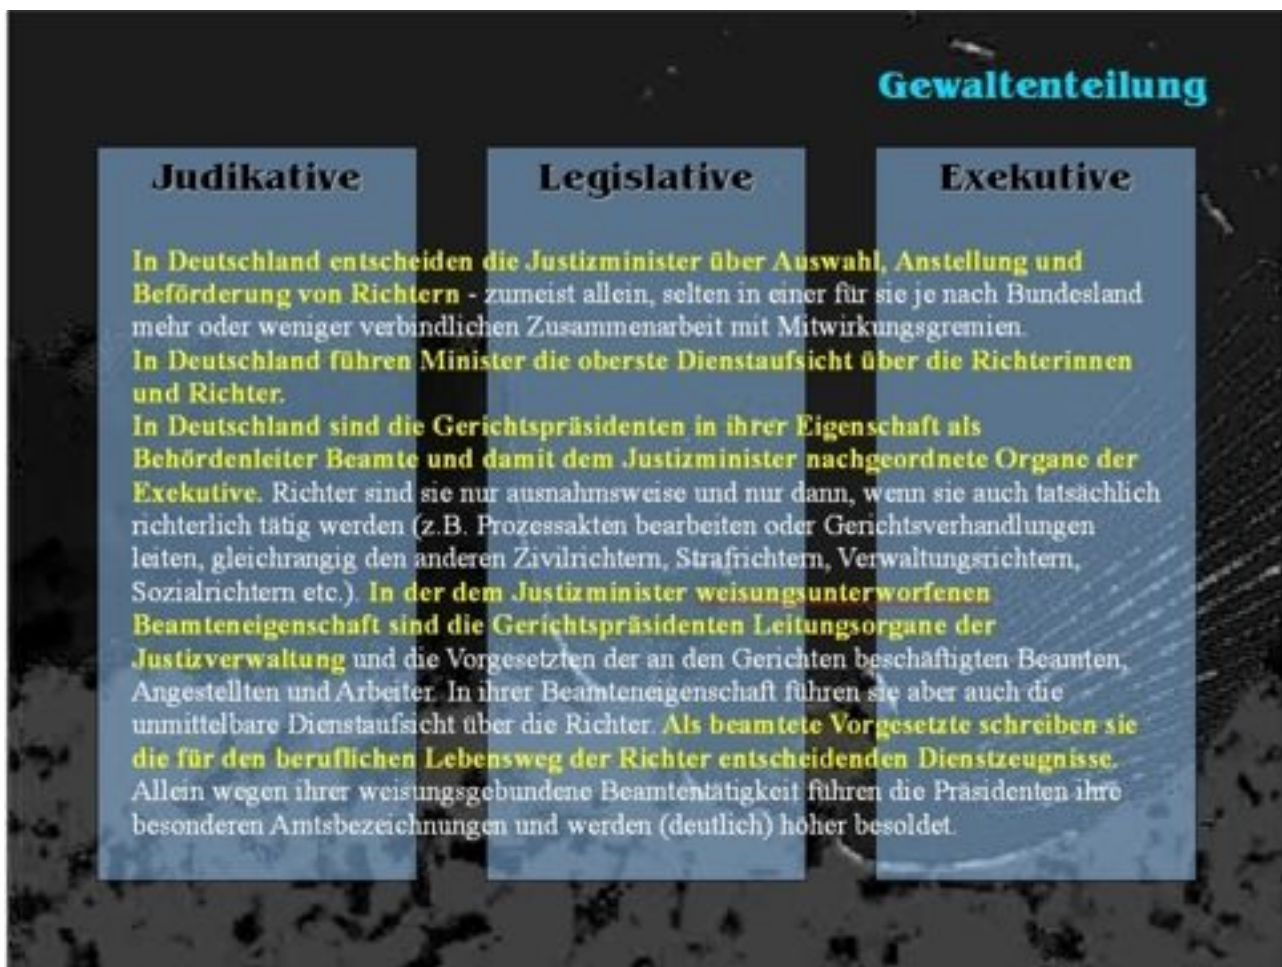 Gewaltenteilung
Judikative Legislative Exekutive
In Deutschland entscheiden die Justizminister über Auswahl, Anstellung und
Beförderung von Richtern - zumeist allein, selten in einer für sie je nach Bundesland
mehr oder weniger verbindlichen Zusammenarbeit mit Mitwirkungsgremien.
In Deutschland führen Minister die oberste Dienstaufsicht über die Richterinnen
und Richter.
In Deutschland sind die Gerichtspräsidenten in ihrer Eigenschaft als
Behördenleiter Beamte und damit dem Justizminister nachgeordnete Organe der
Exekutive. Richter sind sie nur ausnahmsweise und nur dann, wenn sie auch tatsächlich
richterlich tätig werden (z.B. Prozessakten bearbeiten oder Gerichtsverhandlungen
leiten, gleichrangig den anderen Zivilrichtern, Strafrichtern, Verwaltungsrichtern,
Sozialrichtern etc.). In der dem Justizminister weisungsunterworfenen
Beamteneigenschaft sind die Gerichtspräsidenten Leitungsorgane der
Justizverwaltung und die Vorgesetzten der an den Gerichten beschäftigten Beamten,
Angestellten und Arbeiter. In ihrer Beamteneigenschaft führen sie aber auch die
unmittelbare Dienstaufsicht über die Richter. Als beamtete Vorgesetzte schreiben sie
die für den beruflichen Lebensweg der Richter entscheidenden Dienstzeugnisse.
Allein wegen ihrer weisungsgebundene Beamtentätigkeit führen die Präsidenten ihre
besonderen Amtsbezeichnungen und werden (deutlich) höher besoldet.